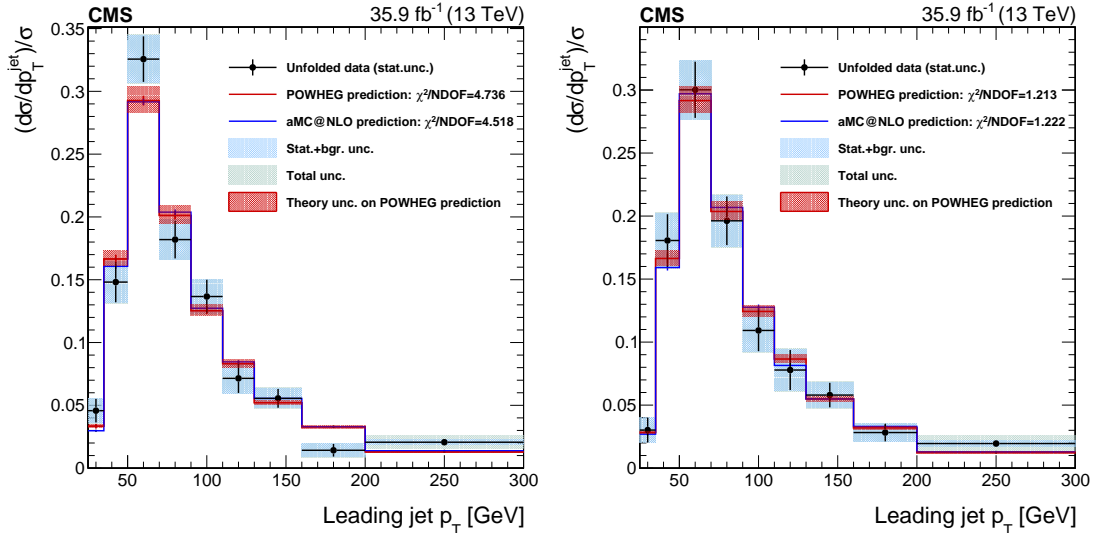 CMS 35.9 fb⁻¹ (13 TeV)
(dσ/dp_T^jet)/σ
0.35
0.3
0.25
0.2
0.15
0.1
0.05
0
Unfolded data (stat.unc.)
POWHEG prediction: χ²/NDOF=4.736
aMC@NLO prediction: χ²/NDOF=4.518
Stat.+bgr. unc.
Total unc.
Theory unc. on POWHEG prediction
50 100 150 200 250 300
Leading jet p_T [GeV]
CMS 35.9 fb⁻¹ (13 TeV)
(dσ/dp_T^jet)/σ
0.3
0.25
0.2
0.15
0.1
0.05
0
Unfolded data (stat.unc.)
POWHEG prediction: χ²/NDOF=1.213
aMC@NLO prediction: χ²/NDOF=1.222
Stat.+bgr. unc.
Total unc.
Theory unc. on POWHEG prediction
50 100 150 200 250 300
Leading jet p_T [GeV]